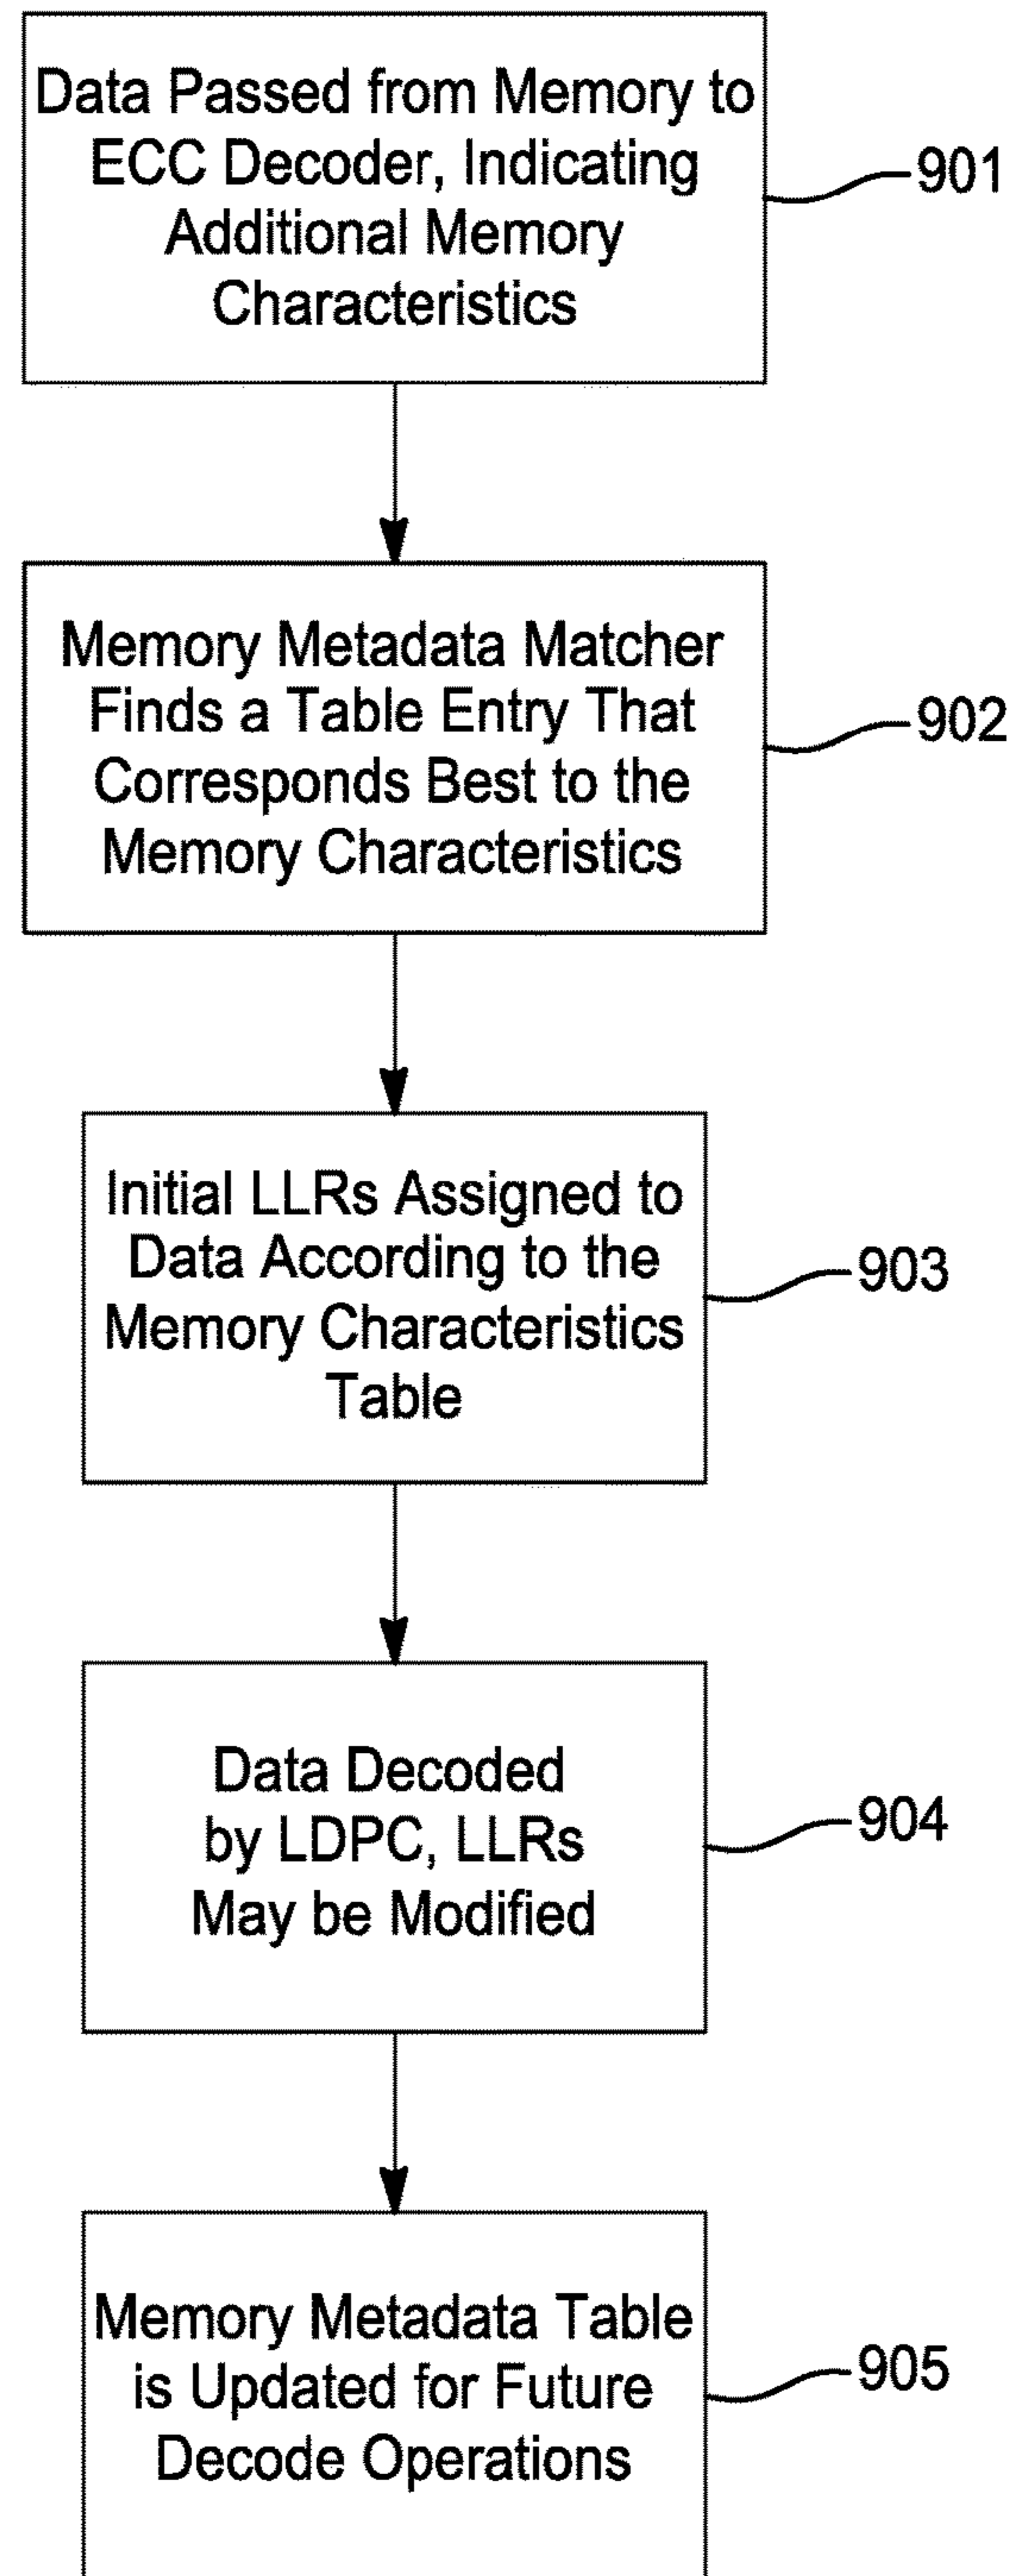 Data Passed from Memory to
ECC Decoder, Indicating
Additional Memory
Characteristics
901
Memory Metadata Matcher
Finds a Table Entry That
Corresponds Best to the
Memory Characteristics
902
Initial LLRs Assigned to
Data According to the
Memory Characteristics
Table
903
Data Decoded
by LDPC, LLRs
May be Modified
904
Memory Metadata Table
is Updated for Future
Decode Operations
905